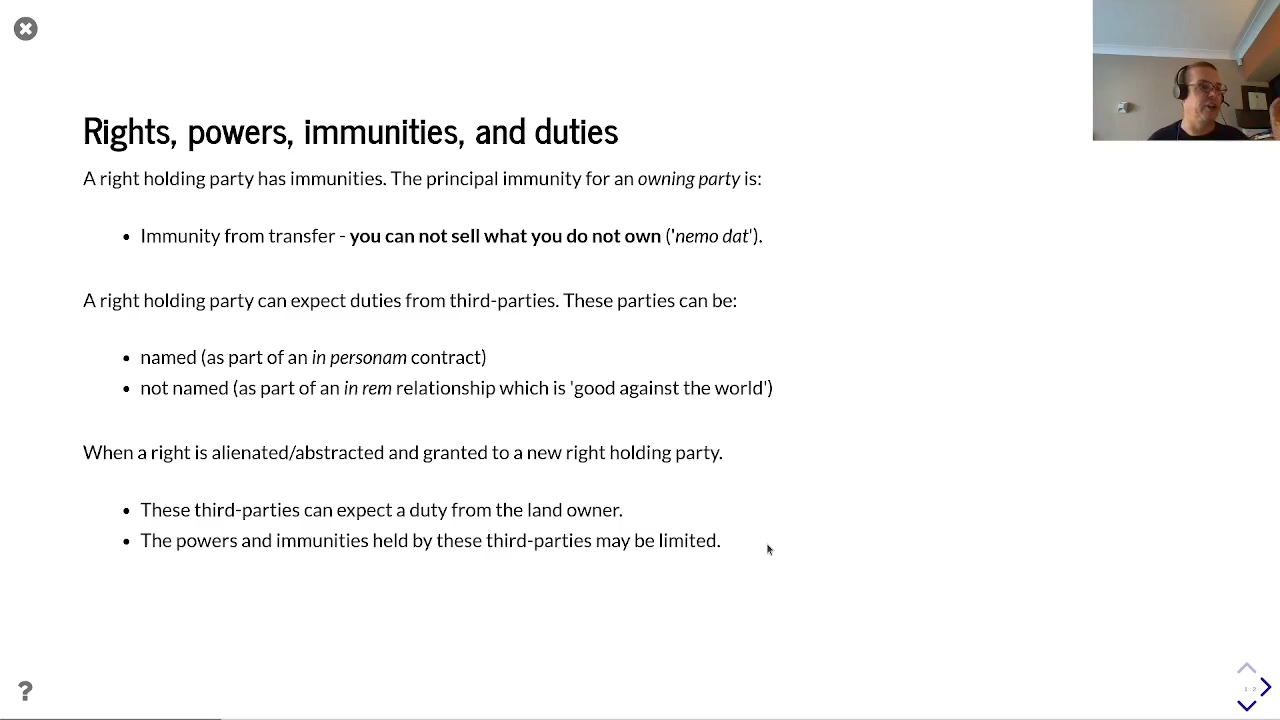 Rights, powers, immunities, and duties
A right holding party has immunities. The principal immunity for an owning party is:
• Immunity from transfer - you can not sell what you do not own ('nemo dat').
A right holding party can expect duties from third-parties. These parties can be:
• named (as part of an in personam contract)
• not named (as part of an in rem relationship which is 'good against the world')
When a right is alienated/abstracted and granted to a new right holding party.
• These third-parties can expect a duty from the land owner.
• The powers and immunities held by these third-parties may be limited.
?